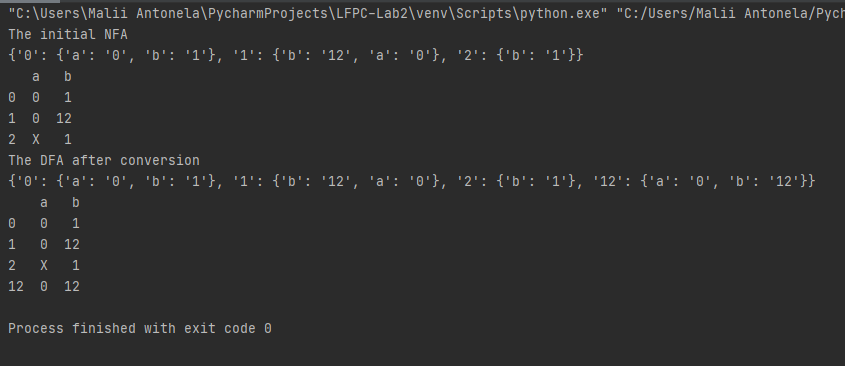 "C:\Users\Malii Antonela\PycharmProjects\LFPC-Lab2\venv\Scripts\python.exe" "C:/Users/Malii Antonela/Pych
The initial NFA
{'0': {'a': '0', 'b': '1'}, '1': {'b': '12', 'a': '0'}, '2': {'b': '1'}}
   a   b
0  0   1
1  0  12
2  X   1
The DFA after conversion
{'0': {'a': '0', 'b': '1'}, '1': {'b': '12', 'a': '0'}, '2': {'b': '1'}, '12': {'a': '0', 'b': '12'}}
    a   b
0   0   1
1   0  12
2   X   1
12  0  12
Process finished with exit code 0